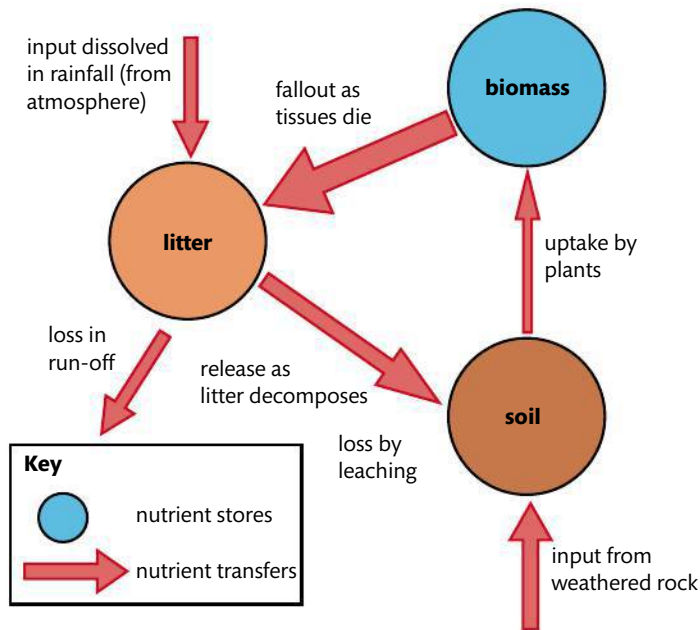 input dissolved
in rainfall (from
atmosphere)
fallout as
tissues die
biomass
litter
uptake by
plants
loss in
run-off
release as
litter decomposes
soil
loss by
leaching
Key
nutrient stores
nutrient transfers
input from
weathered rock